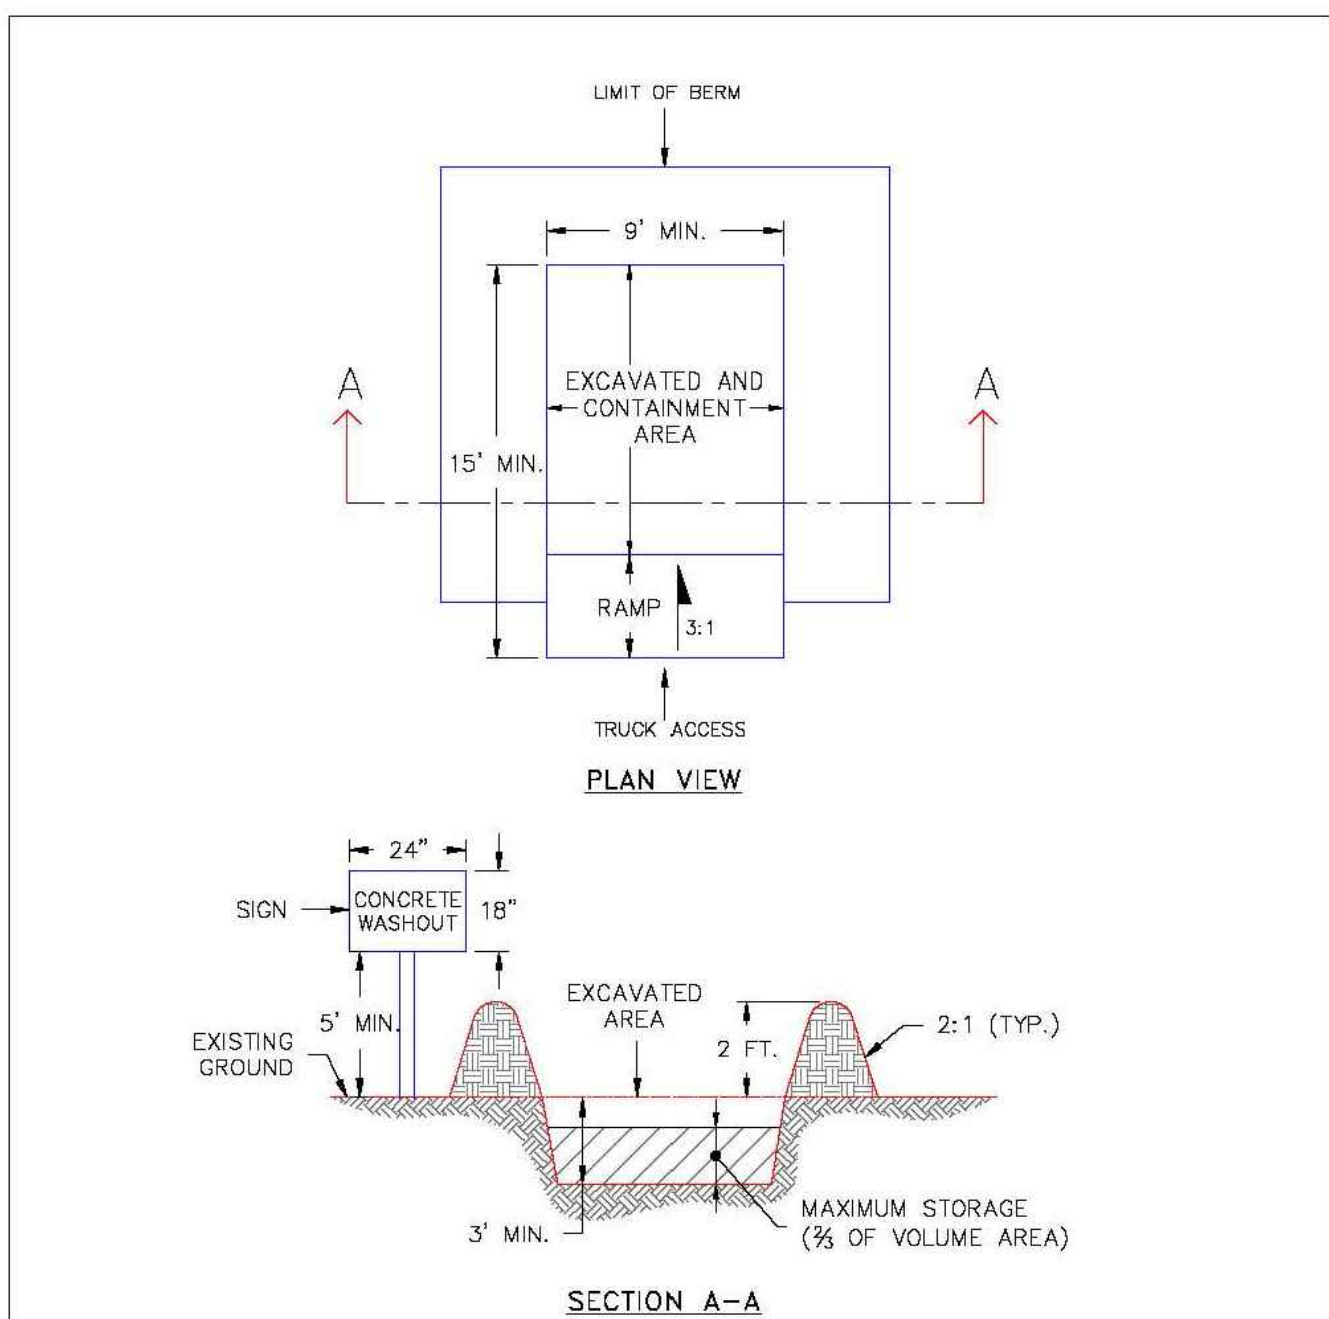 LIMIT OF BERM
9' MIN.
A
A
EXCAVATED AND
CONTAINMENT
AREA
15' MIN.
RAMP
3:1
TRUCK ACCESS
PLAN VIEW
24"
SIGN
CONCRETE
WASHOUT
18"
5' MIN.
EXCAVATED
AREA
2 FT.
2:1 (TYP.)
EXISTING
GROUND
3' MIN.
MAXIMUM STORAGE
(⅔ OF VOLUME AREA)
SECTION A-A